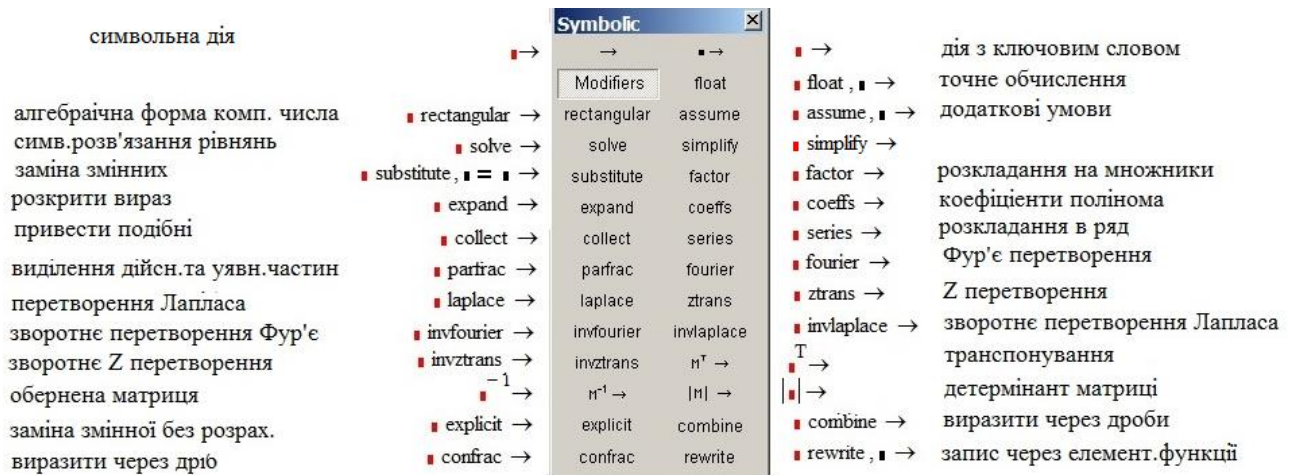 Symbolic
символьна дія → → ▪→ → дія з ключовим словом
Modifiers float float , → точне обчислення
алгебраічна форма комп. числа rectangular → rectangular assume assume , → додаткові умови
симв.розв'язання рівнянь solve → solve simplify simplify →
заміна змінних substitute , = → substitute factor factor → розкладання на множники
розкрити вираз expand → expand coeffs coeffs → коефіціенти полінома
привести подібні collect → collect series series → розкладання в ряд
виділення дійсн.та уявн.частин parfrac → parfrac fourier fourier → Фур'є перетворення
перетворення Лапласа laplace → laplace ztrans ztrans → Z перетворення
зворотнє перетворення Фур'є invfourier → invfourier invlaplace invlaplace → зворотнє перетворення Лапласа
зворотнє Z перетворення invztrans → invztrans Mᵀ → T → транспонування
обернена матриця −1 → M⁻¹ → |M| → | | → детермінант матриці
заміна змінної без розрах. explicit → explicit combine combine → виразити через дроби
виразити через дріб confrac → confrac rewrite rewrite , → запис через елемент.функції